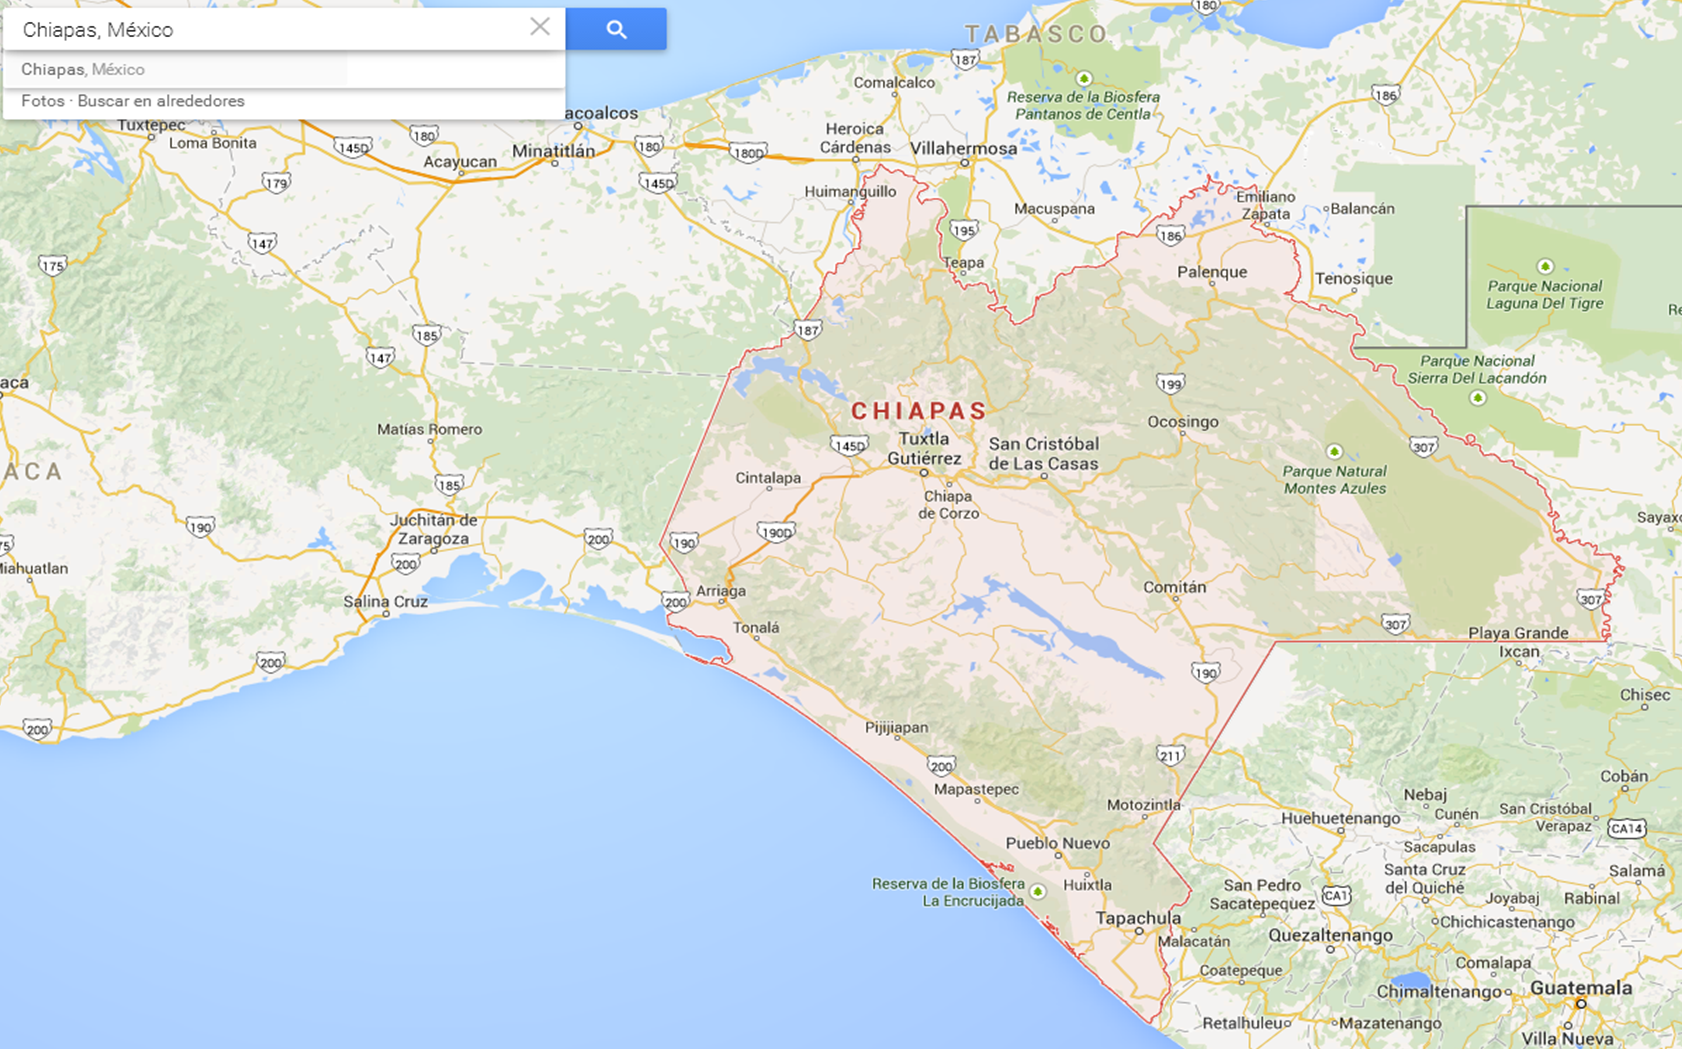 Chiapas, México
Chiapas, México
Fotos · Buscar en alrededores
180
TABASCO
187
Comalcalco
Reserva de la Biosfera
Pantanos de Centla
186
acoalcos
Tuxtepec
Loma Bonita
145D
180
Acayucan
Minatitlán
180
145D
180D
Heroica
Cárdenas
Villahermosa
179
Huimanguillo
Macuspana
Emiliano
Zapata
Balancán
147
195
186
175
Teapa
Palenque
Tenosique
Parque Nacional
Laguna Del Tigre
Re
187
185
147
Parque Nacional
Sierra Del Lacandón
aca
199
CHIAPAS
Ocosingo
Matías Romero
145D
Tuxtla
Gutiérrez
San Cristóbal
de Las Casas
307
ACA
Cintalapa
Parque Natural
Montes Azules
185
Chiapa
de Corzo
190
Juchitán de
Zaragoza
200
190
190D
Sayaxc
75
200
Miahuatlan
Salina Cruz
200
Arriaga
Comitán
307
Tonalá
307
Playa Grande
Ixcan
200
190
Chisec
200
Pijijiapan
211
200
Mapastepec
Motozintla
Cobán
Nebaj
Cunén
San Cristóbal
Verapaz
CA14
Huehuetenango
Pueblo Nuevo
Sacapulas
Santa Cruz
del Quiché
Salamá
Reserva de la Biosfera
La Encrucijada
Huixtla
San Pedro
Sacatepequez
CA1
Joyabaj
Rabinal
Tapachula
Chichicastenango
Malacatán
Quezaltenango
Coatepeque
Comalapa
Chimaltenango
Guatemala
Retalhuleu
Mazatenango
Villa Nueva